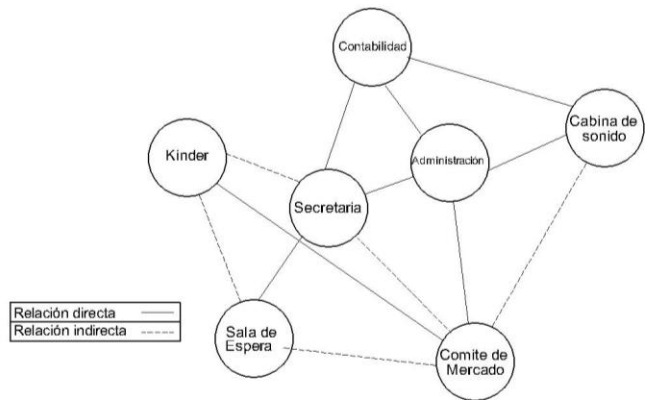 Contabilidad
Cabina de
sonido
Kinder
Administración
Secretaria
Relación directa
Relación indirecta
Sala de
Espera
Comite de
Mercado